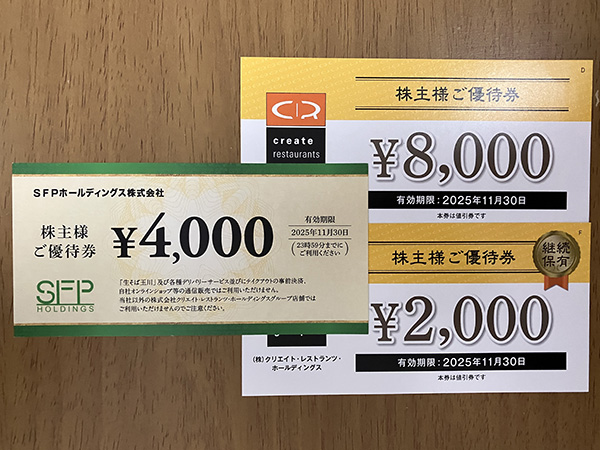 SFPホールディングス株式会社
株主様
ご優待券
¥4,000
有効期限
2025年11月30日
(23時59分までに
ご利用ください)
SFP
HOLDINGS
「生そば玉川」及び各種デリバリーサービス並びにテイクアウトの事前決済、
自社オンラインショップ等の通信販売ではご利用いただけません。
当社以外の株式会社クリエイト・レストランツ・ホールディングスグループ店舗では
ご利用いただけませんのでご注意ください。
D
株主様ご優待券
CR
create
restaurants
¥8,000
有効期限:2025年11月30日
本券は値引券です
F
株主様ご優待券
継続
保有
¥2,000
有効期限:2025年11月30日
本券は値引券です
(株)クリエイト・レストランツ・
ホールディングス